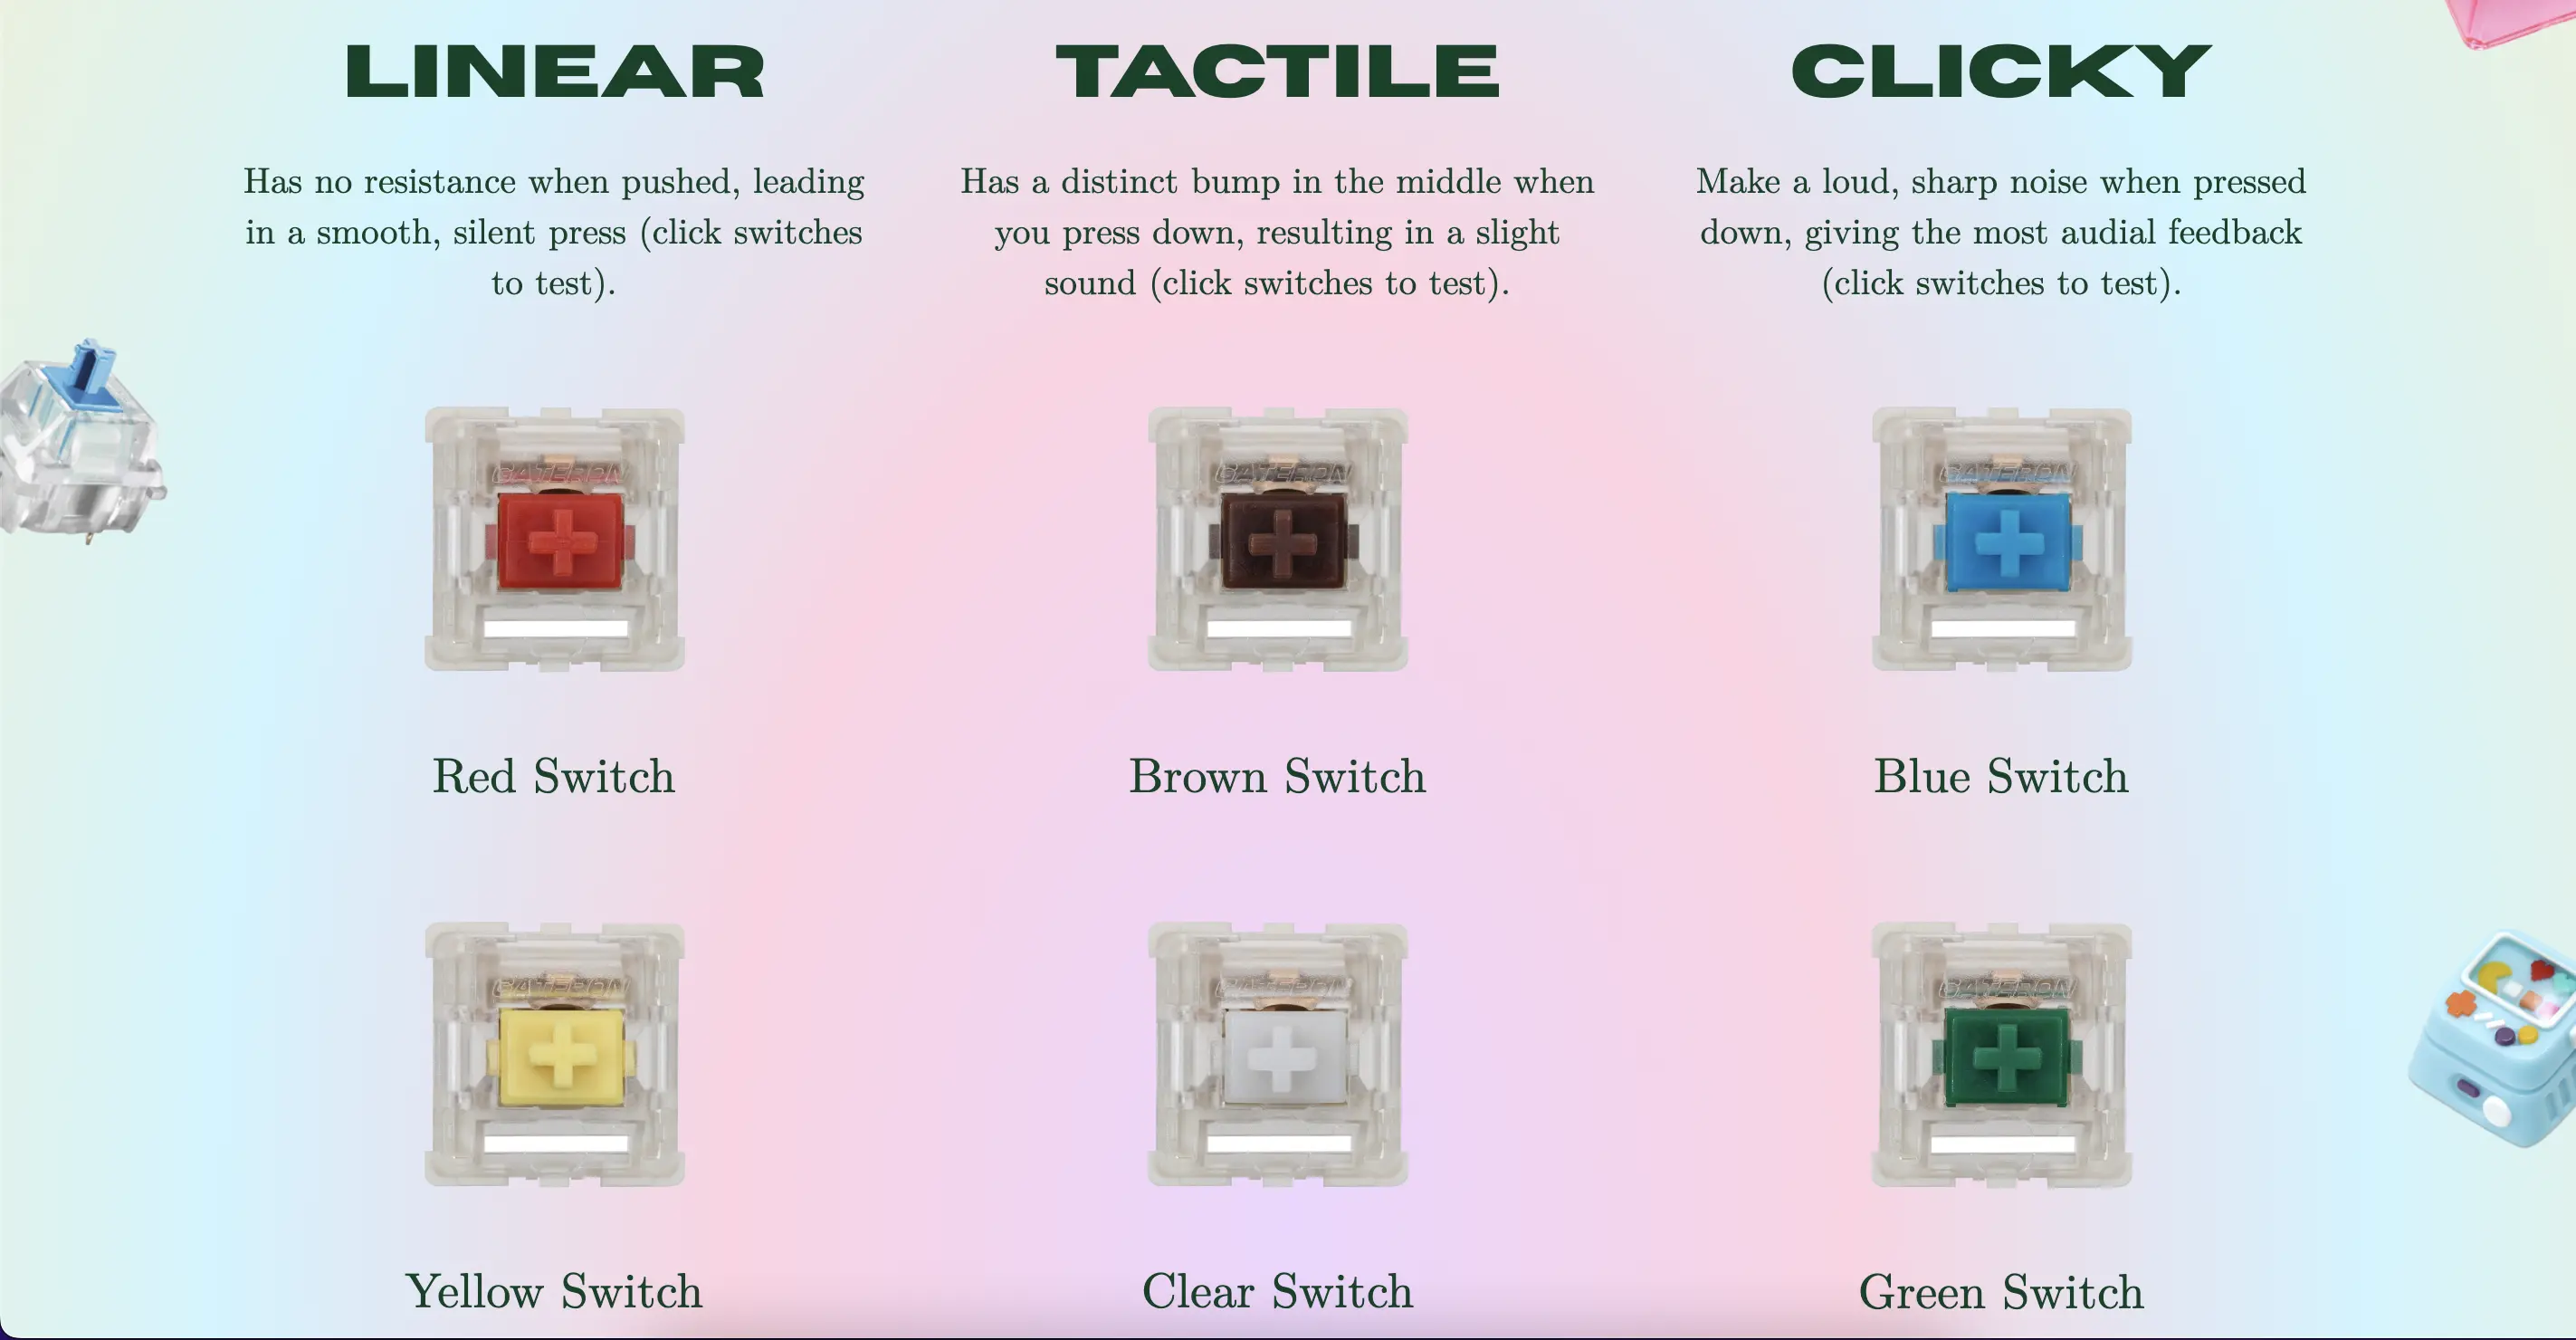 LINEAR
Has no resistance when pushed, leading
in a smooth, silent press (click switches
to test).
TACTILE
Has a distinct bump in the middle when
you press down, resulting in a slight
sound (click switches to test).
CLICKY
Make a loud, sharp noise when pressed
down, giving the most audial feedback
(click switches to test).
GATERON
GATERON
GATERON
Red Switch
Brown Switch
Blue Switch
GATERON
GATERON
GATERON
Yellow Switch
Clear Switch
Green Switch